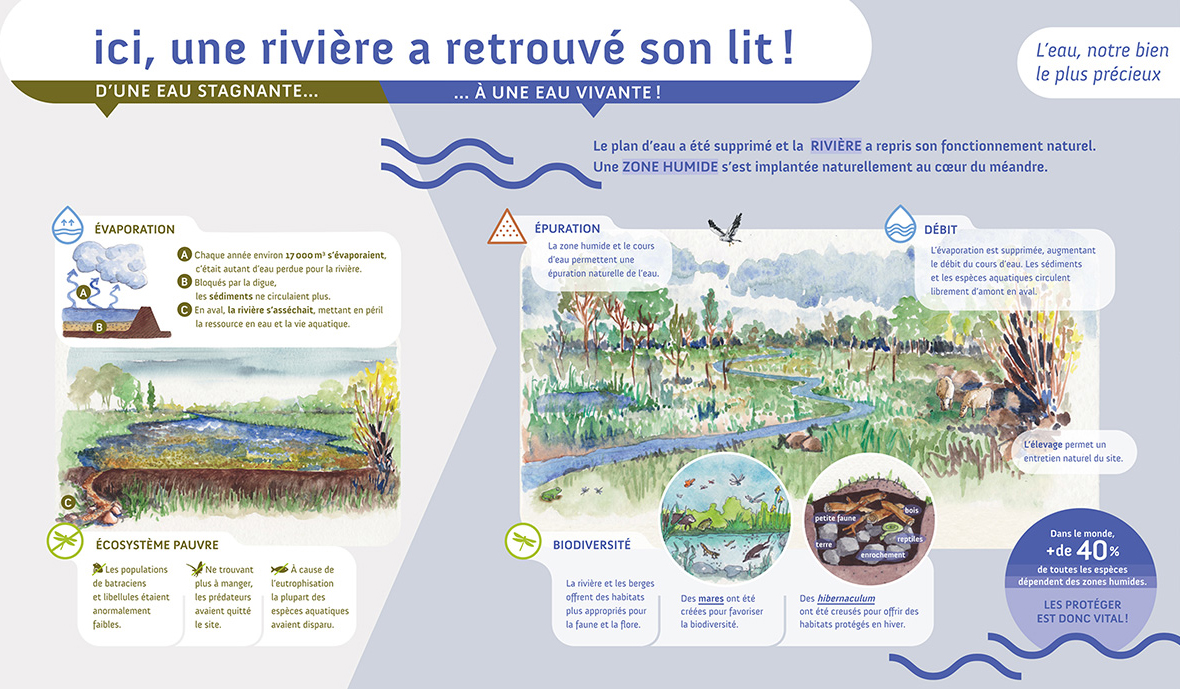 ici, une rivière a retrouvé son lit !
L'eau, notre bien
le plus précieux
D'UNE EAU STAGNANTE...
... À UNE EAU VIVANTE !
Le plan d'eau a été supprimé et la RIVIÈRE a repris son fonctionnement naturel.
Une ZONE HUMIDE s'est implantée naturellement au cœur du méandre.
ÉVAPORATION
A Chaque année environ 17 000 m³ s'évaporaient,
c'était autant d'eau perdue pour la rivière.
B Bloqués par la digue,
les sédiments ne circulaient plus.
C En aval, la rivière s'asséchait, mettant en péril
la ressource en eau et la vie aquatique.
A
B
C
ÉCOSYSTÈME PAUVRE
Les populations
de batraciens
et libellules étaient
anormalement
faibles.
Ne trouvant
plus à manger,
les prédateurs
avaient quitté
le site.
À cause de
l'eutrophisation
la plupart des
espèces aquatiques
avaient disparu.
ÉPURATION
La zone humide et le cours
d'eau permettent une
épuration naturelle de l'eau.
DÉBIT
L'évaporation est supprimée, augmentant
le débit du cours d'eau. Les sédiments
et les espèces aquatiques circulent
librement d'amont en aval.
L'élevage permet un
entretien naturel du site.
BIODIVERSITÉ
La rivière et les berges
offrent des habitats
plus appropriés pour
la faune et la flore.
Des mares ont été
créées pour favoriser
la biodiversité.
petite faune
bois
terre
reptiles
enrochement
Des hibernaculum
ont été creusés pour offrir des
habitats protégés en hiver.
Dans le monde,
+ de 40 %
de toutes les espèces
dépendent des zones humides.
LES PROTÉGER
EST DONC VITAL !